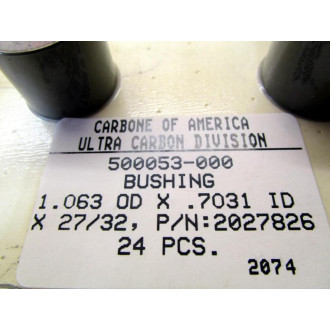 CARBONE OF AMERICA
ULTRA CARBON DIVISION
500053-000
BUSHING
1.063 OD X .7031 ID
X 27/32, P/N:2027826
24 PCS.
2074